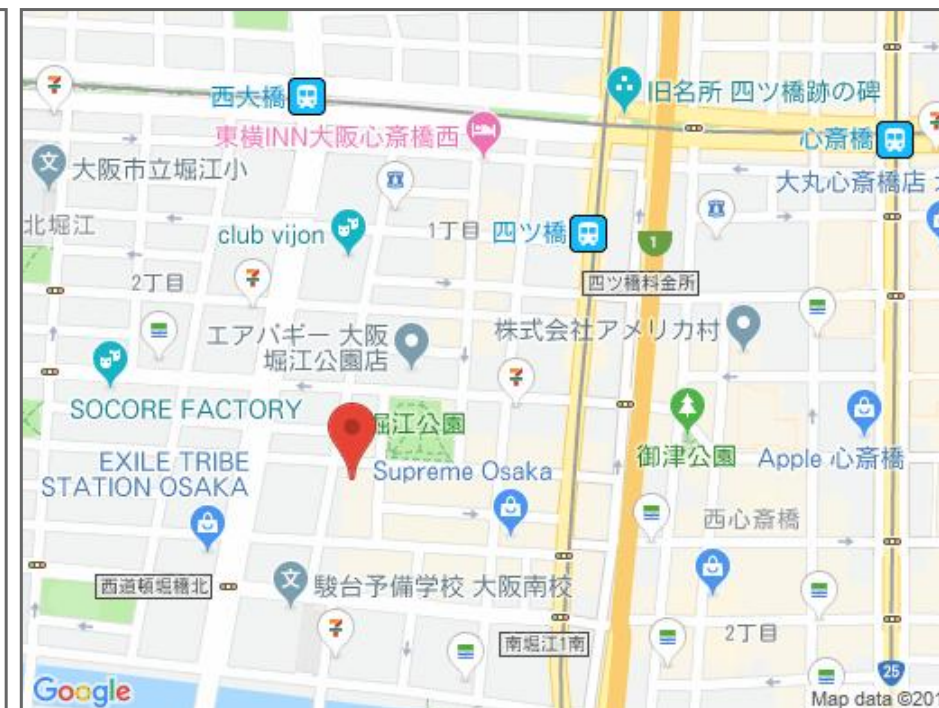 西大橋
旧名所 四ツ橋跡の碑
東横INN大阪心斎橋西
心斎橋
大阪市立堀江小
大丸心斎橋店
北堀江
club vijon
1丁目
四ツ橋
1
2丁目
四ツ橋料金所
エアバギー 大阪
堀江公園店
株式会社アメリカ村
SOCORE FACTORY
堀江公園
御津公園
Apple 心斎橋
EXILE TRIBE
STATION OSAKA
Supreme Osaka
西心斎橋
西道頓堀橋北
駿台予備学校 大阪南校
2丁目
南堀江1南
25
Google
Map data ©201